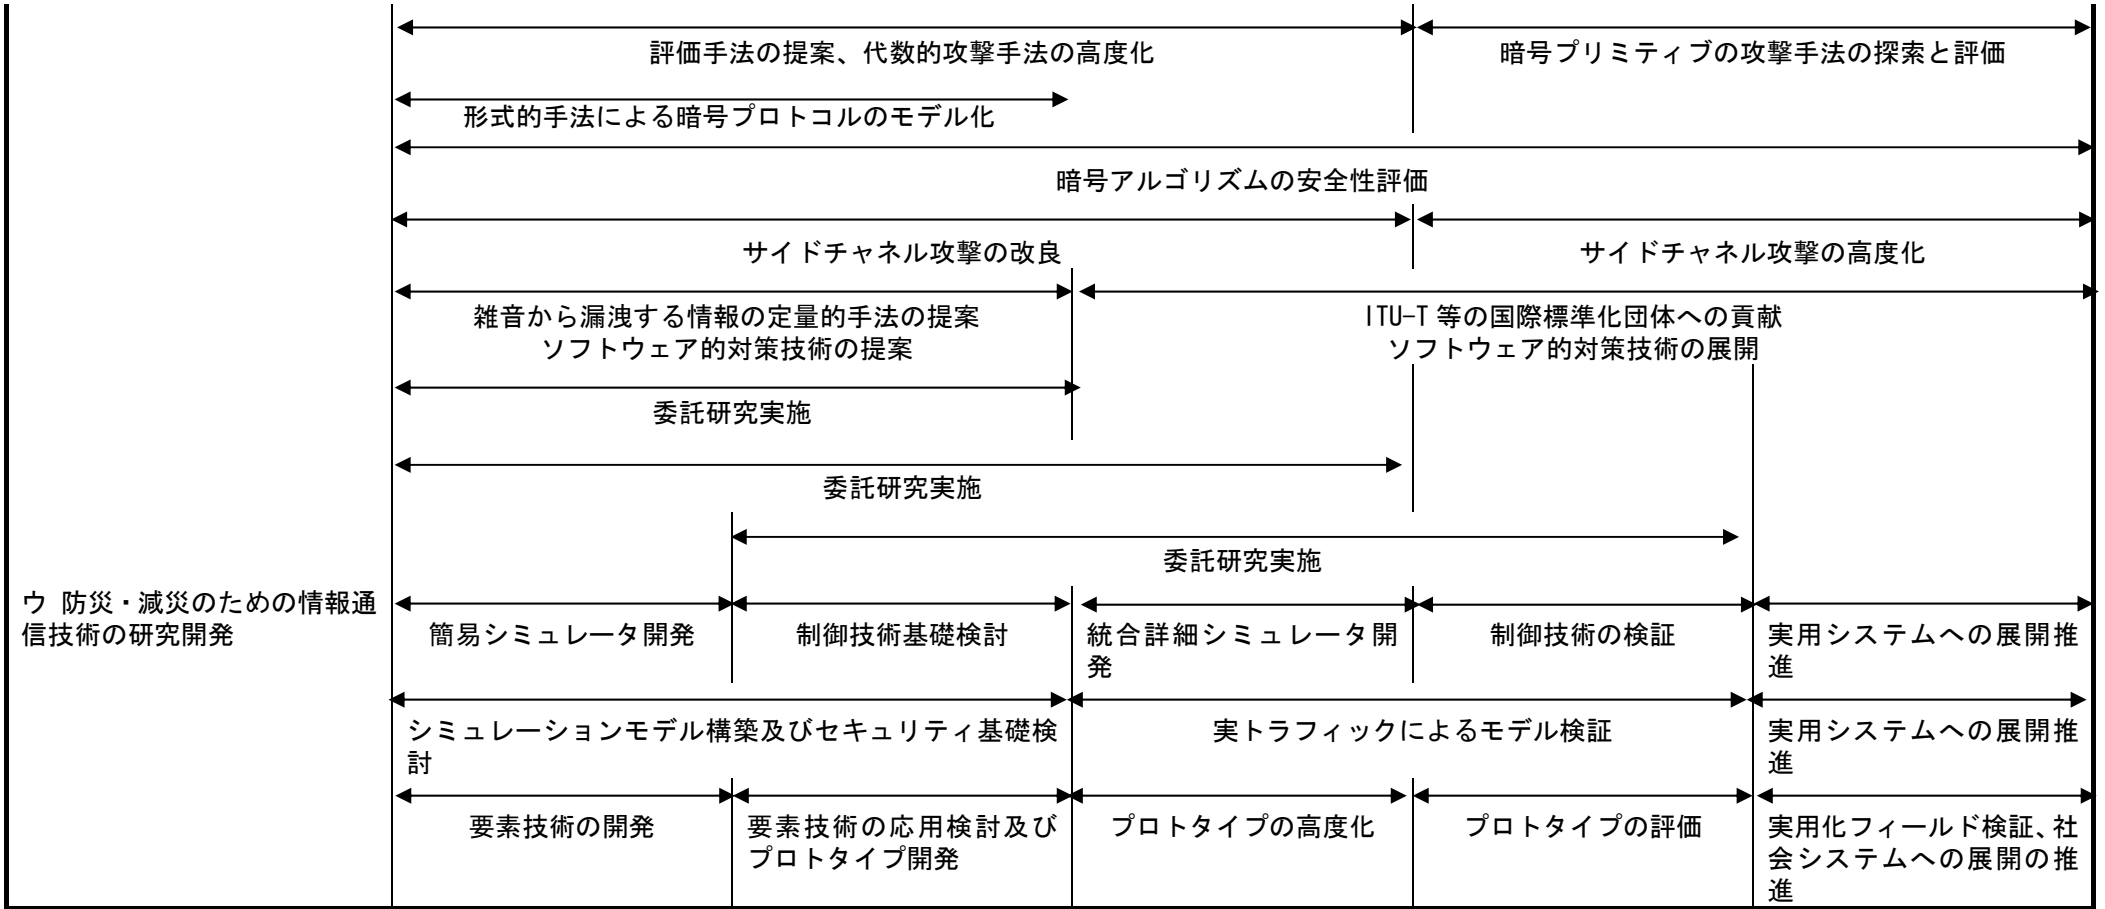 評価手法の提案、代数的攻撃手法の高度化
暗号プリミティブの攻撃手法の探索と評価
形式的手法による暗号プロトコルのモデル化
暗号アルゴリズムの安全性評価
サイドチャネル攻撃の改良
サイドチャネル攻撃の高度化
雑音から漏洩する情報の定量的手法の提案
ソフトウェア的対策技術の提案
ITU-T 等の国際標準化団体への貢献
ソフトウェア的対策技術の展開
委託研究実施
委託研究実施
委託研究実施
ウ 防災・減災のための情報通
信技術の研究開発
簡易シミュレータ開発
制御技術基礎検討
統合詳細シミュレータ開
発
制御技術の検証
実用システムへの展開推
進
シミュレーションモデル構築及びセキュリティ基礎検
討
実トラフィックによるモデル検証
実用システムへの展開推
進
要素技術の開発
要素技術の応用検討及び
プロトタイプ開発
プロトタイプの高度化
プロトタイプの評価
実用化フィールド検証、社
会システムへの展開の推
進